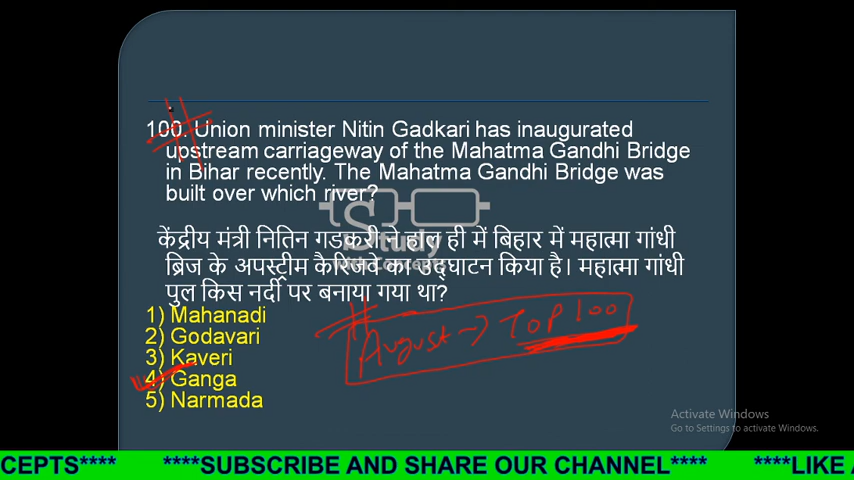 100. Union minister Nitin Gadkari has inaugurated
upstream carriageway of the Mahatma Gandhi Bridge
in Bihar recently. The Mahatma Gandhi Bridge was
built over which river?
Study
with Concepts
केंद्रीय मंत्री नितिन गडकरी ने हाल ही में बिहार में महात्मा गांधी
ब्रिज के अपस्ट्रीम कैरिजवे का उद्घाटन किया है। महात्मा गांधी
पुल किस नदी पर बनाया गया था?
1) Mahanadi
2) Godavari
3) Kaveri
4) Ganga
5) Narmada
August → TOP 100
Activate Windows
Go to Settings to activate Windows.
CEPTS**** ****SUBSCRIBE AND SHARE OUR CHANNEL**** ****LIKE A